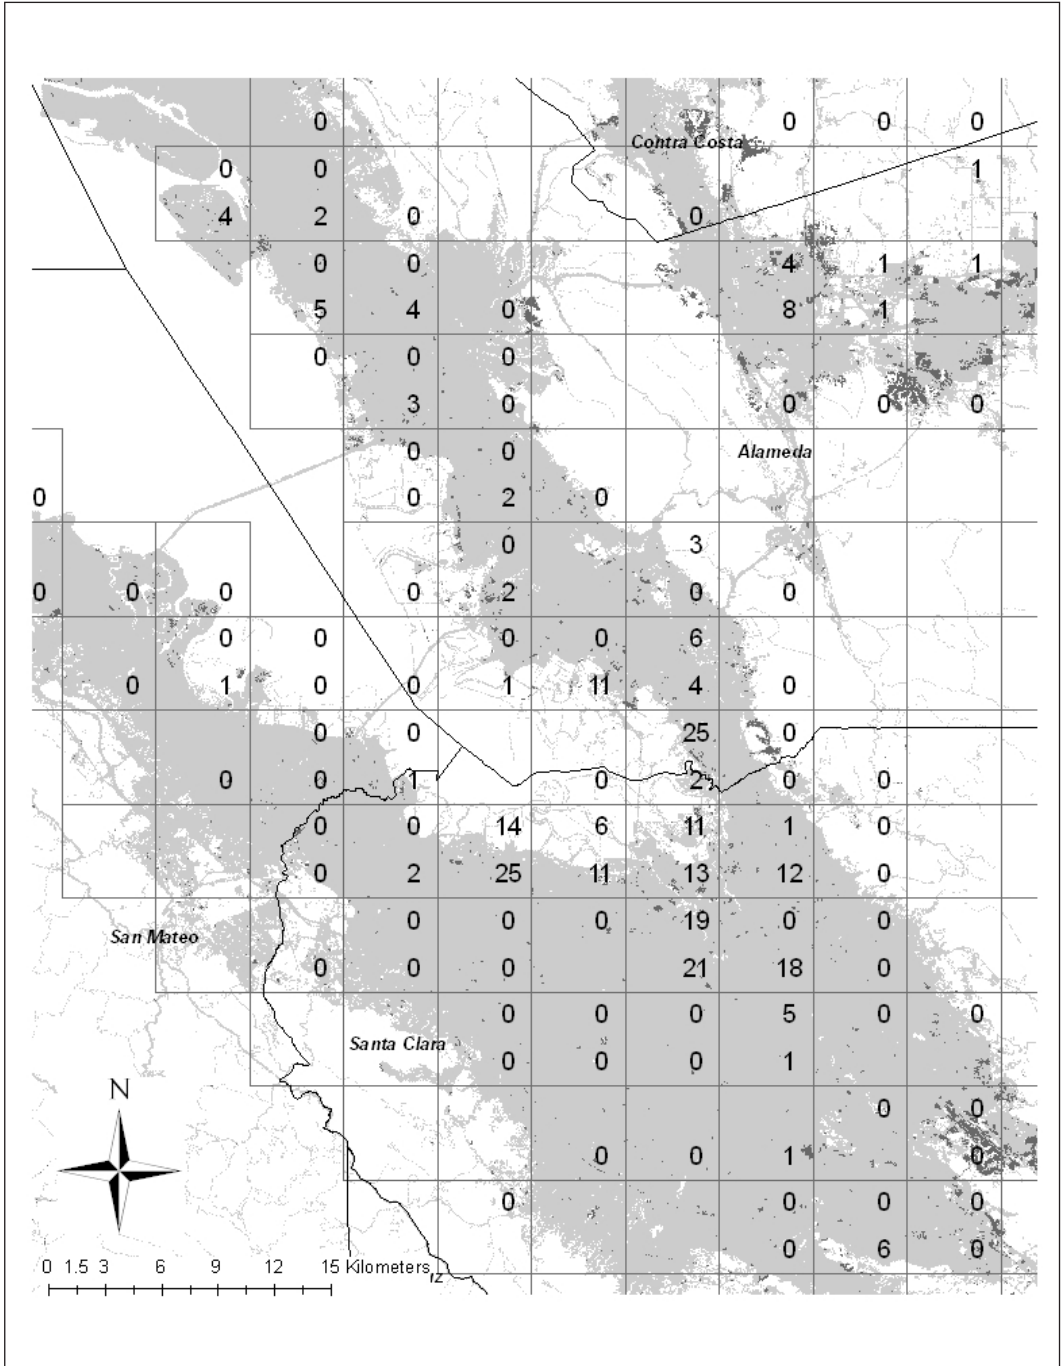 0 0 0 0
Contra Costa
0 0 1
4 2 0 0
0 0 4 1 1
5 4 0 8 1
0 0 0
3 0 0 0 0
0 0 Alameda
0 0 2 0
0 3
0 0 0 0 2 0 0
0 0 0 0 6
0 1 0 0 1 11 4 0
0 0 25 0
0 0 1 0 2 0 0
0 0 14 6 11 1 0
0 2 25 11 13 12 0
0 0 0 19 0 0
San Mateo
0 0 0 21 18 0
0 0 0 5 0 0
Santa Clara
0 0 0 1
N
0 0
0 0 1 0
0 0 0 0
0 6 0
0 1.5 3 6 9 12 15 Kilometers